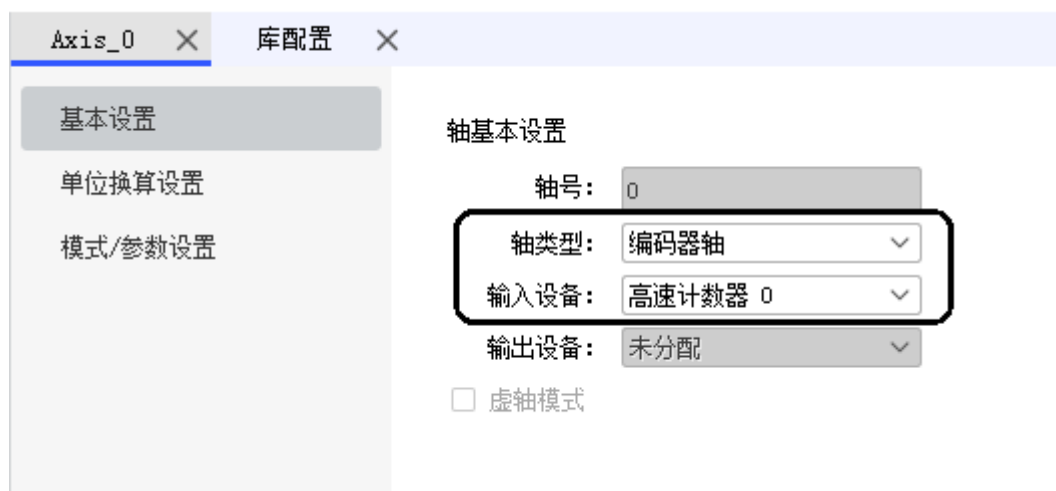 Axis_0 库配置
基本设置
单位换算设置
模式/参数设置
轴基本设置
轴号: 0
轴类型: 编码器轴
输入设备: 高速计数器 0
输出设备: 未分配
虚轴模式